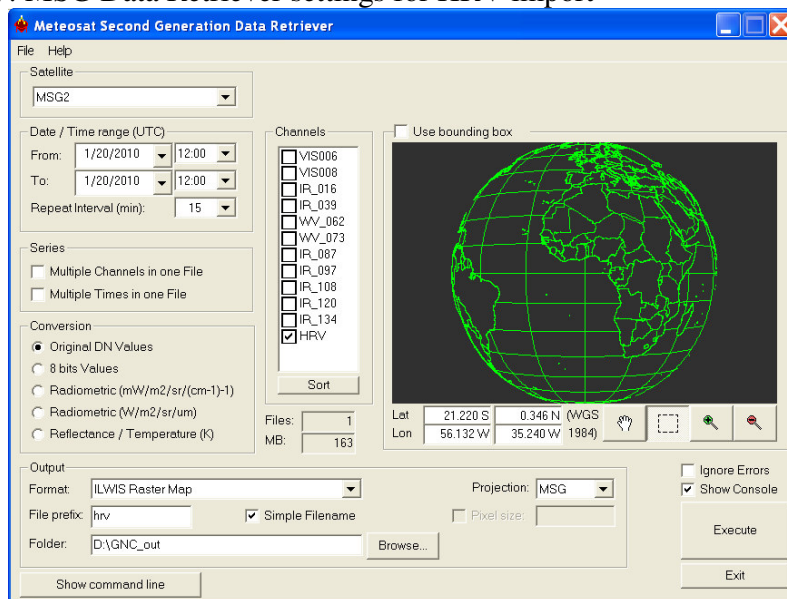 : MSG Data Retriever settings for HRV import
Meteosat Second Generation Data Retriever
File Help
Satellite
MSG2
Date / Time range (UTC)
From: 1/20/2010 12:00
To: 1/20/2010 12:00
Repeat Interval (min): 15
Series
Multiple Channels in one File
Multiple Times in one File
Conversion
Original DN Values
8 bits Values
Radiometric (mW/m2/sr/(cm-1)-1)
Radiometric (W/m2/sr/um)
Reflectance / Temperature (K)
Channels
VIS006
VIS008
IR_016
IR_039
WV_062
WV_073
IR_087
IR_097
IR_108
IR_120
IR_134
HRV
Sort
Files: 1
MB: 163
Use bounding box
Lat 21.220 S 0.346 N (WGS
Lon 56.132 W 35.240 W 1984)
Output
Format: ILWIS Raster Map
Projection: MSG
File prefix: hrv
Simple Filename
Pixel size:
Folder: D:\GNC_out
Browse...
Ignore Errors
Show Console
Execute
Exit
Show command line